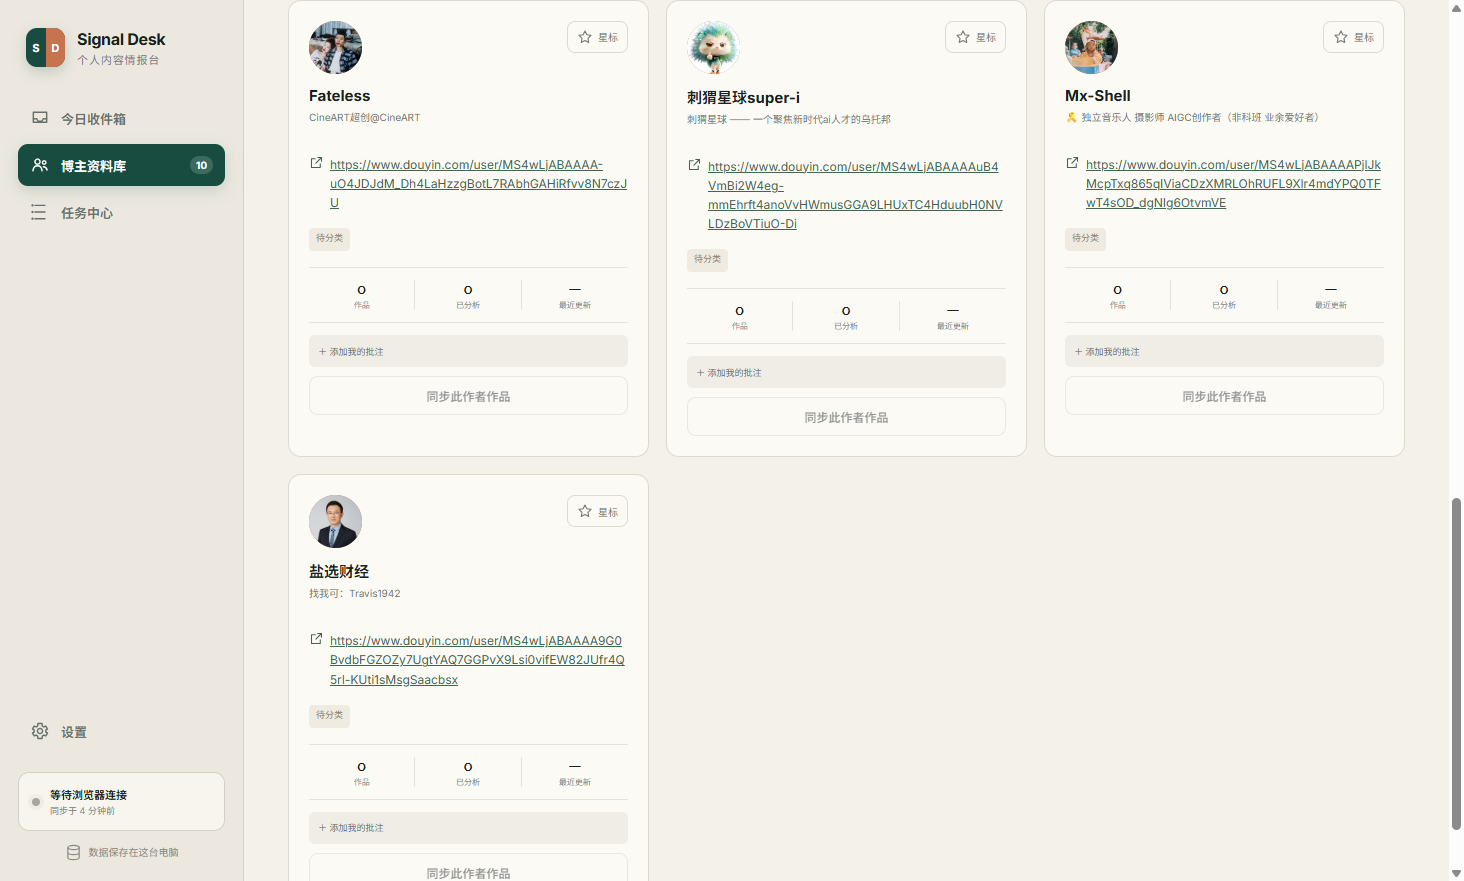 S D
Signal Desk
个人内容情报台
今日收件箱
博主资料库 10
任务中心
设置
等待浏览器连接
同步于 4 分钟前
数据保存在这台电脑
星标
Fateless
CineART超创@CineART
https://www.douyin.com/user/MS4wLjABAAAA-
uO4JDJdM_Dh4LaHzzgBotL7RAbhGAHiRfvv8N7czJ
U
待分类
0 0 —
作品 已分析 最近更新
+ 添加我的批注
同步此作者作品
星标
刺猬星球super-i
刺猬星球 —— 一个聚焦新时代ai人才的乌托邦
https://www.douyin.com/user/MS4wLjABAAAAuB4
VmBi2W4eg-
mmEhrft4anoVvHWmusGGA9LHUxTC4HduubH0NV
LDzBoVTiuO-Di
待分类
0 0 —
作品 已分析 最近更新
+ 添加我的批注
同步此作者作品
星标
Mx-Shell
独立音乐人 摄影师 AIGC创作者（非科班 业余爱好者）
https://www.douyin.com/user/MS4wLjABAAAAPjlJk
McpTxq865qIViaCDzXMRLOhRUFL9Xlr4mdYPQ0TF
wT4sOD_dgNIg6OtvmVE
待分类
0 0 —
作品 已分析 最近更新
+ 添加我的批注
同步此作者作品
星标
盐选财经
找我可：Travis1942
https://www.douyin.com/user/MS4wLjABAAAA9G0
BvdbFGZOZy7UgtYAQ7GGPvX9Lsi0vifEW82JUfr4Q
5rI-KUti1sMsgSaacbsx
待分类
0 0 —
作品 已分析 最近更新
+ 添加我的批注
同步此作者作品